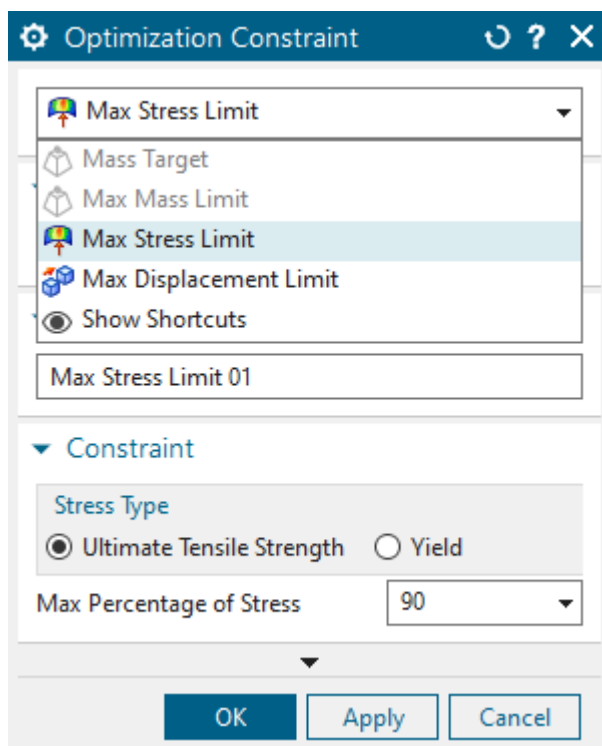 Optimization Constraint
Max Stress Limit
Mass Target
Max Mass Limit
Max Stress Limit
Max Displacement Limit
Show Shortcuts
Max Stress Limit 01
Constraint
Stress Type
Ultimate Tensile Strength Yield
Max Percentage of Stress 90
OK Apply Cancel